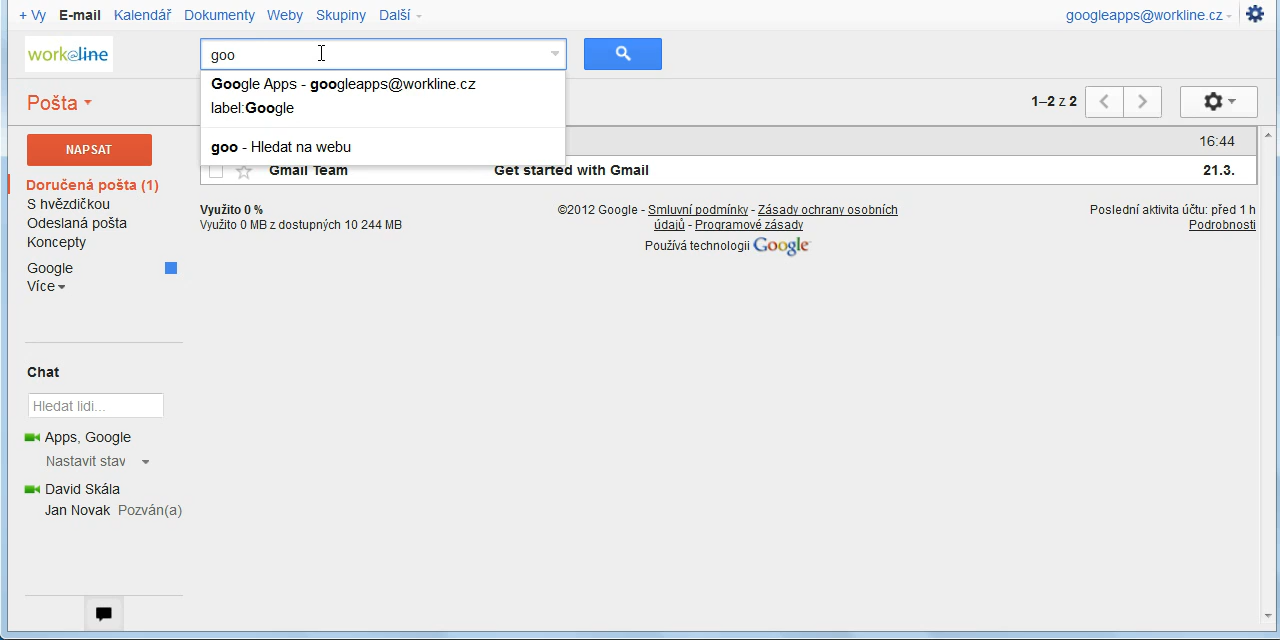 + Vy E-mail Kalendář Dokumenty Weby Skupiny Další googleapps@workline.cz
work@line goo
Google Apps - googleapps@workline.cz
label:Google
goo - Hledat na webu
Pošta 1–2 z 2
NAPSAT 16:44
Gmail Team Get started with Gmail 21.3.
Doručená pošta (1)
S hvězdičkou
Odeslaná pošta
Koncepty
Google
Více
Využito 0 %
Využito 0 MB z dostupných 10 244 MB
©2012 Google - Smluvní podmínky - Zásady ochrany osobních
údajů - Programové zásady
Používá technologii Google
Poslední aktivita účtu: před 1 h
Podrobnosti
Chat
Hledat lidi...
Apps, Google
Nastavit stav
David Skála
Jan Novak Pozván(a)